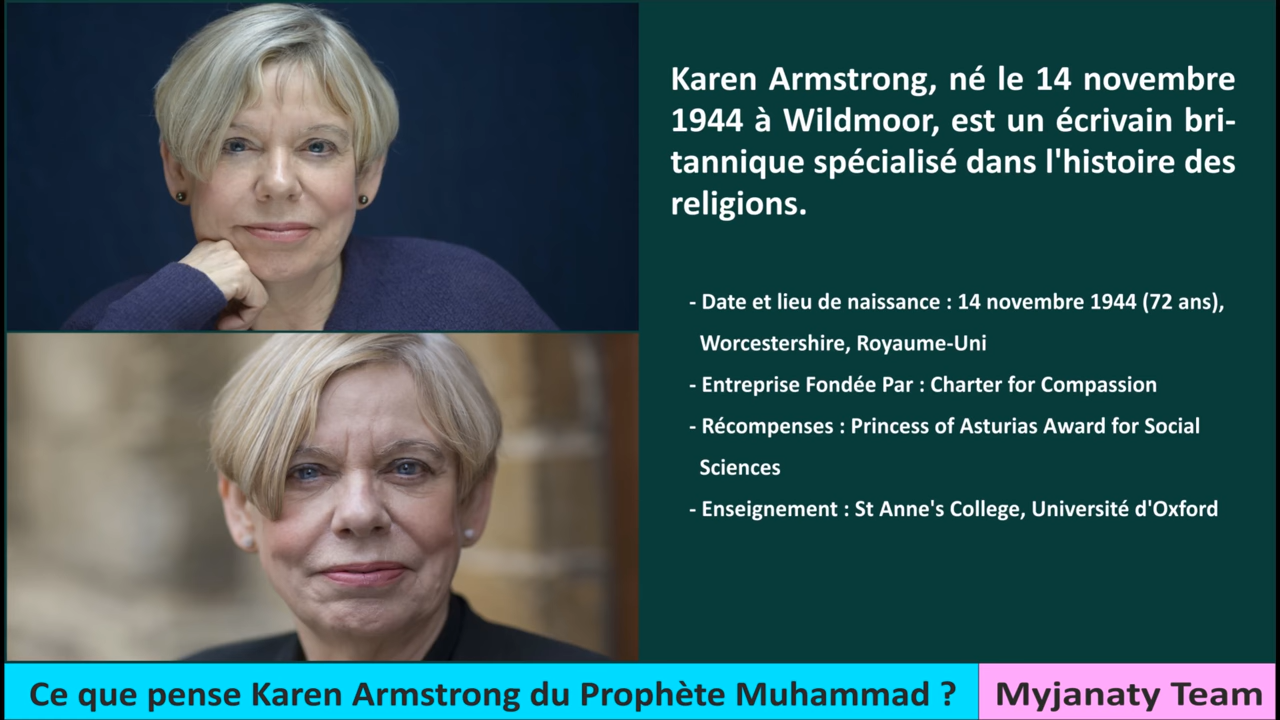 Karen Armstrong, né le 14 novembre
1944 à Wildmoor, est un écrivain bri-
tannique spécialisé dans l'histoire des
religions.
- Date et lieu de naissance : 14 novembre 1944 (72 ans),
Worcestershire, Royaume-Uni
- Entreprise Fondée Par : Charter for Compassion
- Récompenses : Princess of Asturias Award for Social
Sciences
- Enseignement : St Anne's College, Université d'Oxford
Ce que pense Karen Armstrong du Prophète Muhammad ?
Myjanaty Team